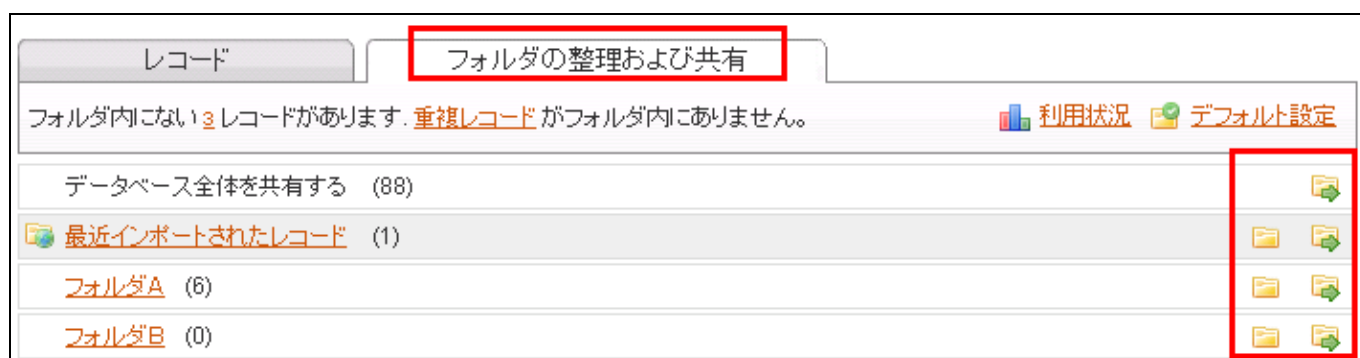 レコード フォルダの整理および共有
フォルダ内にない 3 レコードがあります. 重複レコード がフォルダ内にありません。 利用状況 デフォルト設定
データベース全体を共有する (88)
最近インポートされたレコード (1)
フォルダA (6)
フォルダB (0)